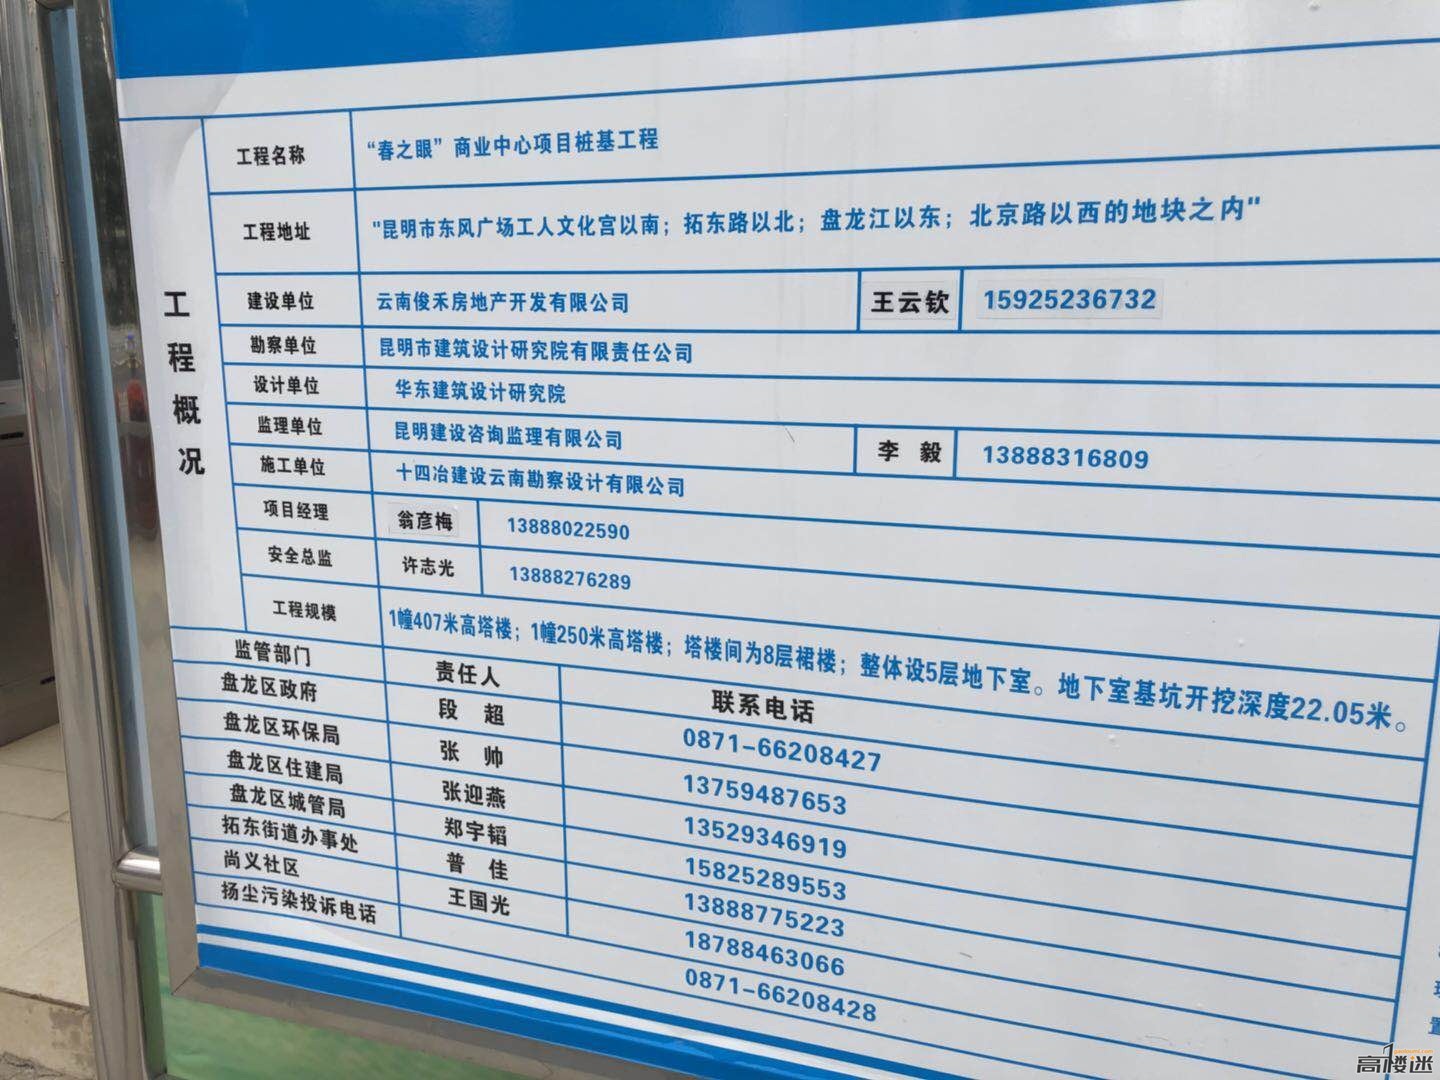 工程概况
工程名称 “春之眼”商业中心项目桩基工程
工程地址 "昆明市东风广场工人文化宫以南；拓东路以北；盘龙江以东；北京路以西的地块之内"
建设单位 云南俊禾房地产开发有限公司 王云钦 15925236732
勘察单位 昆明市建筑设计研究院有限责任公司
设计单位 华东建筑设计研究院
监理单位 昆明建设咨询监理有限公司 李毅 13888316809
施工单位 十四冶建设云南勘察设计有限公司
项目经理 翁彦梅 13888022590
安全总监 许志光 13888276289
工程规模 1幢407米高塔楼；1幢250米高塔楼；塔楼间为8层裙楼；整体设5层地下室。地下室基坑开挖深度22.05米。
监管部门 责任人 联系电话
盘龙区政府 段超 0871-66208427
盘龙区环保局 张帅 13759487653
盘龙区住建局 张迎燕 13529346919
盘龙区城管局 郑宇韬 15825289553
拓东街道办事处 普佳 13888775223
尚义社区 王国光 18788463066
扬尘污染投诉电话 0871-66208428
置
高楼迷